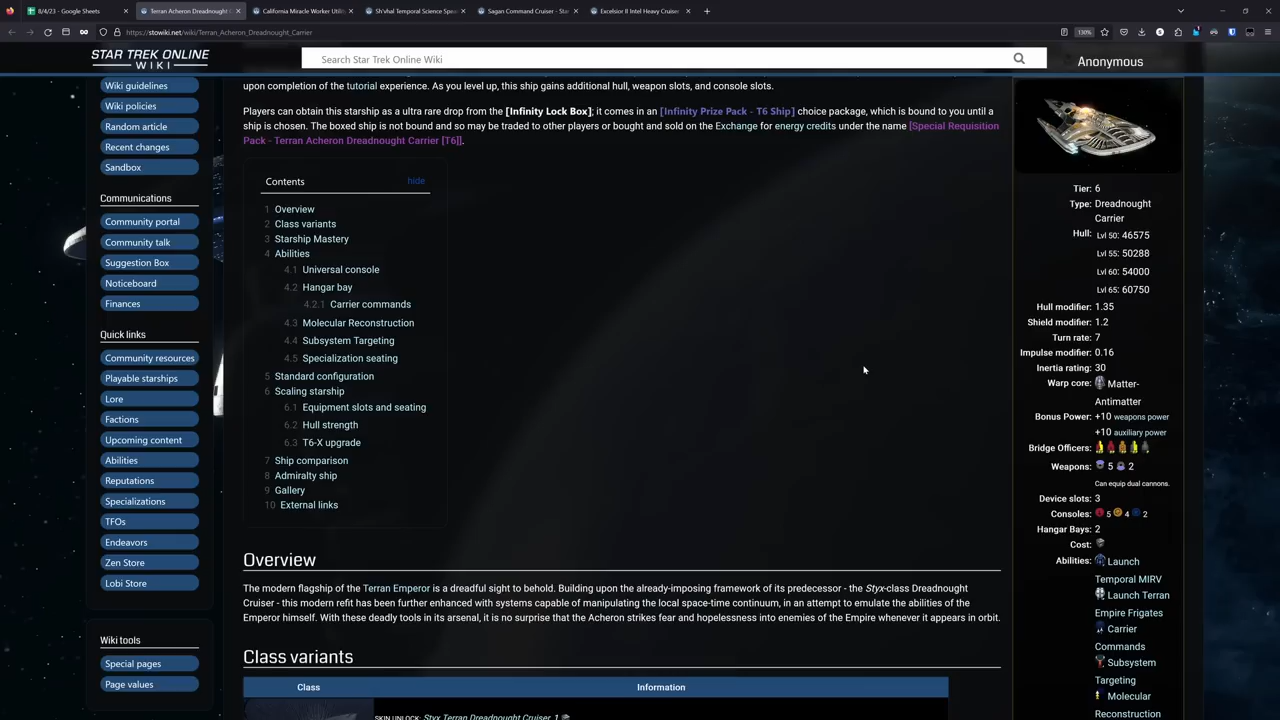 8/4/23 - Google Sheets
Terran Acheron Dreadnought C
California Miracle Worker Utility
Sh'vhal Temporal Science Spe
Sagan Command Cruiser - Sta
Excelsior II Intel Heavy Cruiser
https://stowiki.net/wiki/Terran_Acheron_Dreadnought_Carrier
130%
STAR TREK ONLINE
WIKI
Search Star Trek Online Wiki
Anonymous
Wiki guidelines
Wiki policies
Random article
Recent changes
Sandbox
Communications
Community portal
Community talk
Suggestion Box
Noticeboard
Finances
Quick links
Community resources
Playable starships
Lore
Factions
Upcoming content
Abilities
Reputations
Specializations
TFOs
Endeavors
Zen Store
Lobi Store
Wiki tools
Special pages
Page values
upon completion of the tutorial experience. As you level up, this ship gains additional hull, weapon slots, and console slots.
Players can obtain this starship as a ultra rare drop from the [Infinity Lock Box]; it comes in an [Infinity Prize Pack - T6 Ship] choice package, which is bound to you until a
ship is chosen. The boxed ship is not bound and so may be traded to other players or bought and sold on the Exchange for energy credits under the name [Special Requisition
Pack - Terran Acheron Dreadnought Carrier [T6]].
Contents hide
1 Overview
2 Class variants
3 Starship Mastery
4 Abilities
4.1 Universal console
4.2 Hangar bay
4.2.1 Carrier commands
4.3 Molecular Reconstruction
4.4 Subsystem Targeting
4.5 Specialization seating
5 Standard configuration
6 Scaling starship
6.1 Equipment slots and seating
6.2 Hull strength
6.3 T6-X upgrade
7 Ship comparison
8 Admiralty ship
9 Gallery
10 External links
Overview
The modern flagship of the Terran Emperor is a dreadful sight to behold. Building upon the already-imposing framework of its predecessor - the Styx-class Dreadnought
Cruiser - this modern refit has been further enhanced with systems capable of manipulating the local space-time continuum, in an attempt to emulate the abilities of the
Emperor himself. With these deadly tools in its arsenal, it is no surprise that the Acheron strikes fear and hopelessness into enemies of the Empire whenever it appears in orbit.
Class variants
Class Information
SKIN UNLOCK: Styx Terran Dreadnought Cruiser 1
Tier: 6
Type: Dreadnought
Carrier
Hull: Lvl 50: 46575
Lvl 55: 50288
Lvl 60: 54000
Lvl 65: 60750
Hull modifier: 1.35
Shield modifier: 1.2
Turn rate: 7
Impulse modifier: 0.16
Inertia rating: 30
Warp core: Matter-
Antimatter
Bonus Power: +10 weapons power
+10 auxiliary power
Bridge Officers:
Weapons: 5 2
Can equip dual cannons.
Device slots: 3
Consoles: 5 4 2
Hangar Bays: 2
Cost:
Abilities: Launch
Temporal MIRV
Launch Terran
Empire Frigates
Carrier
Commands
Subsystem
Targeting
Molecular
Reconstruction